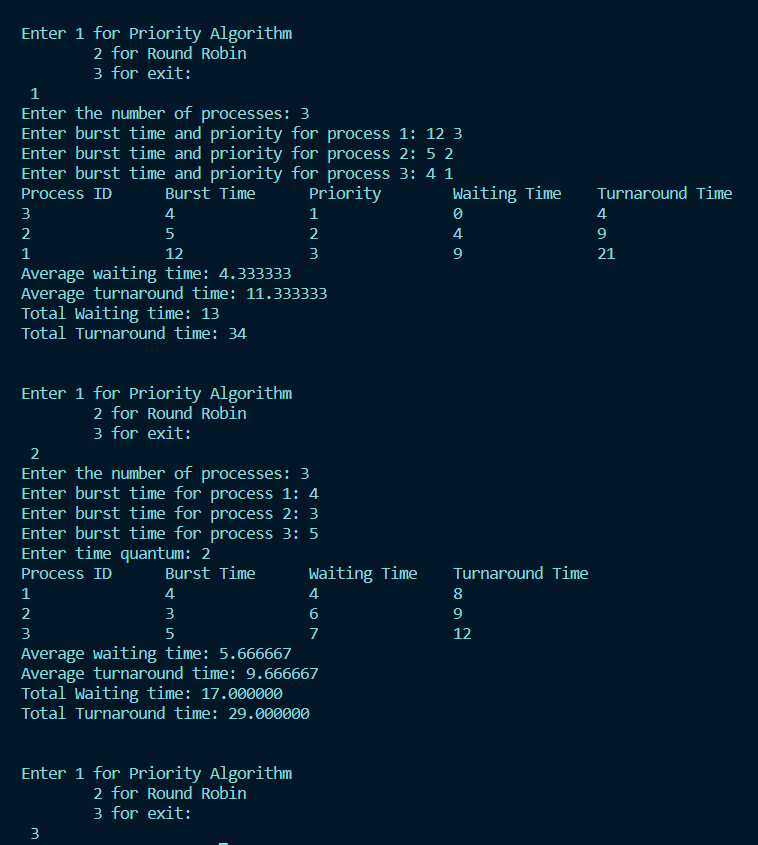 Enter 1 for Priority Algorithm
        2 for Round Robin
        3 for exit:
 1
Enter the number of processes: 3
Enter burst time and priority for process 1: 12 3
Enter burst time and priority for process 2: 5 2
Enter burst time and priority for process 3: 4 1
Process ID      Burst Time      Priority        Waiting Time    Turnaround Time
3               4               1               0               4
2               5               2               4               9
1               12              3               9               21
Average waiting time: 4.333333
Average turnaround time: 11.333333
Total Waiting time: 13
Total Turnaround time: 34
Enter 1 for Priority Algorithm
        2 for Round Robin
        3 for exit:
 2
Enter the number of processes: 3
Enter burst time for process 1: 4
Enter burst time for process 2: 3
Enter burst time for process 3: 5
Enter time quantum: 2
Process ID      Burst Time      Waiting Time    Turnaround Time
1               4               4               8
2               3               6               9
3               5               7               12
Average waiting time: 5.666667
Average turnaround time: 9.666667
Total Waiting time: 17.000000
Total Turnaround time: 29.000000
Enter 1 for Priority Algorithm
        2 for Round Robin
        3 for exit:
 3